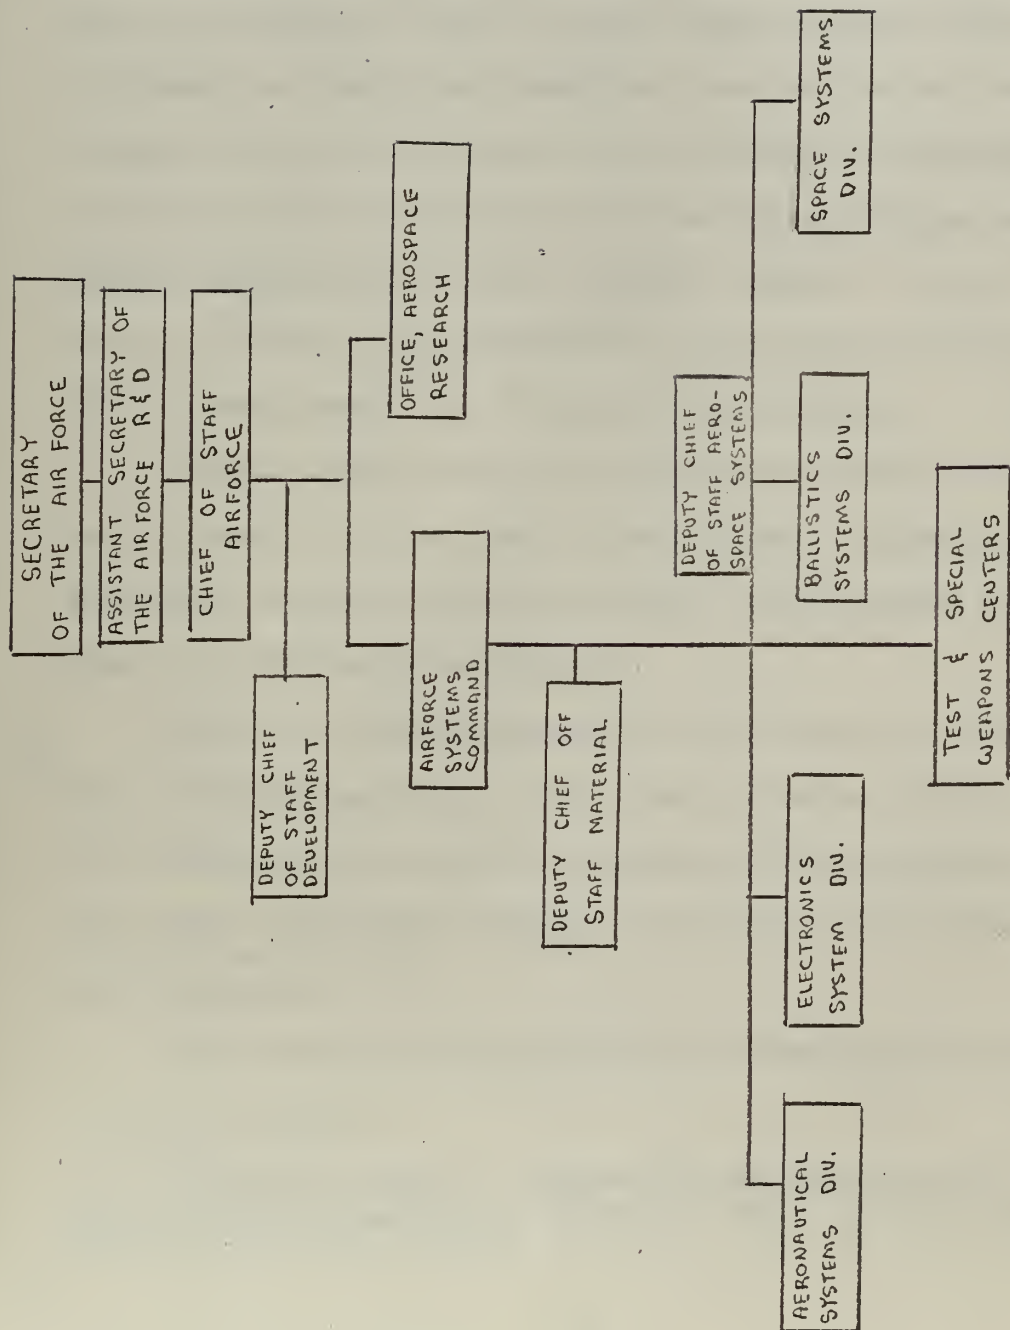 SECRETARY
OF THE AIR FORCE
ASSISTANT SECRETARY OF
THE AIRFORCE R & D
CHIEF OF STAFF
AIRFORCE
DEPUTY CHIEF
OF STAFF
DEVELOPMENT
OFFICE, AEROSPACE
RESEARCH
AIRFORCE
SYSTEMS
COMMAND
DEPUTY CHIEF OFF
STAFF MATERIAL
DEPUTY CHIEF
OF STAFF AERO-
SPACE SYSTEMS
AERONAUTICAL
SYSTEMS DIV.
ELECTRONICS
SYSTEM DIV.
BALLISTICS
SYSTEMS DIV.
SPACE SYSTEMS
DIV.
TEST & SPECIAL
WEAPONS CENTERS